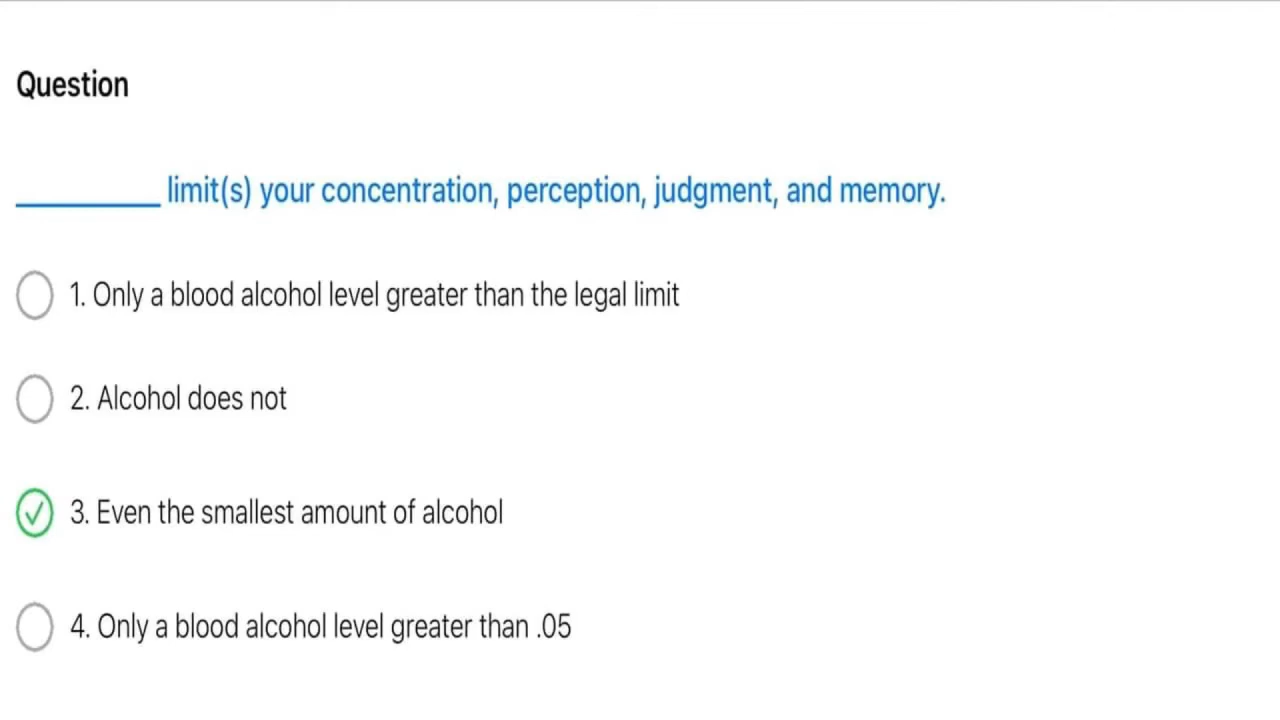 Question
_________ limit(s) your concentration, perception, judgment, and memory.
1. Only a blood alcohol level greater than the legal limit
2. Alcohol does not
3. Even the smallest amount of alcohol
4. Only a blood alcohol level greater than .05